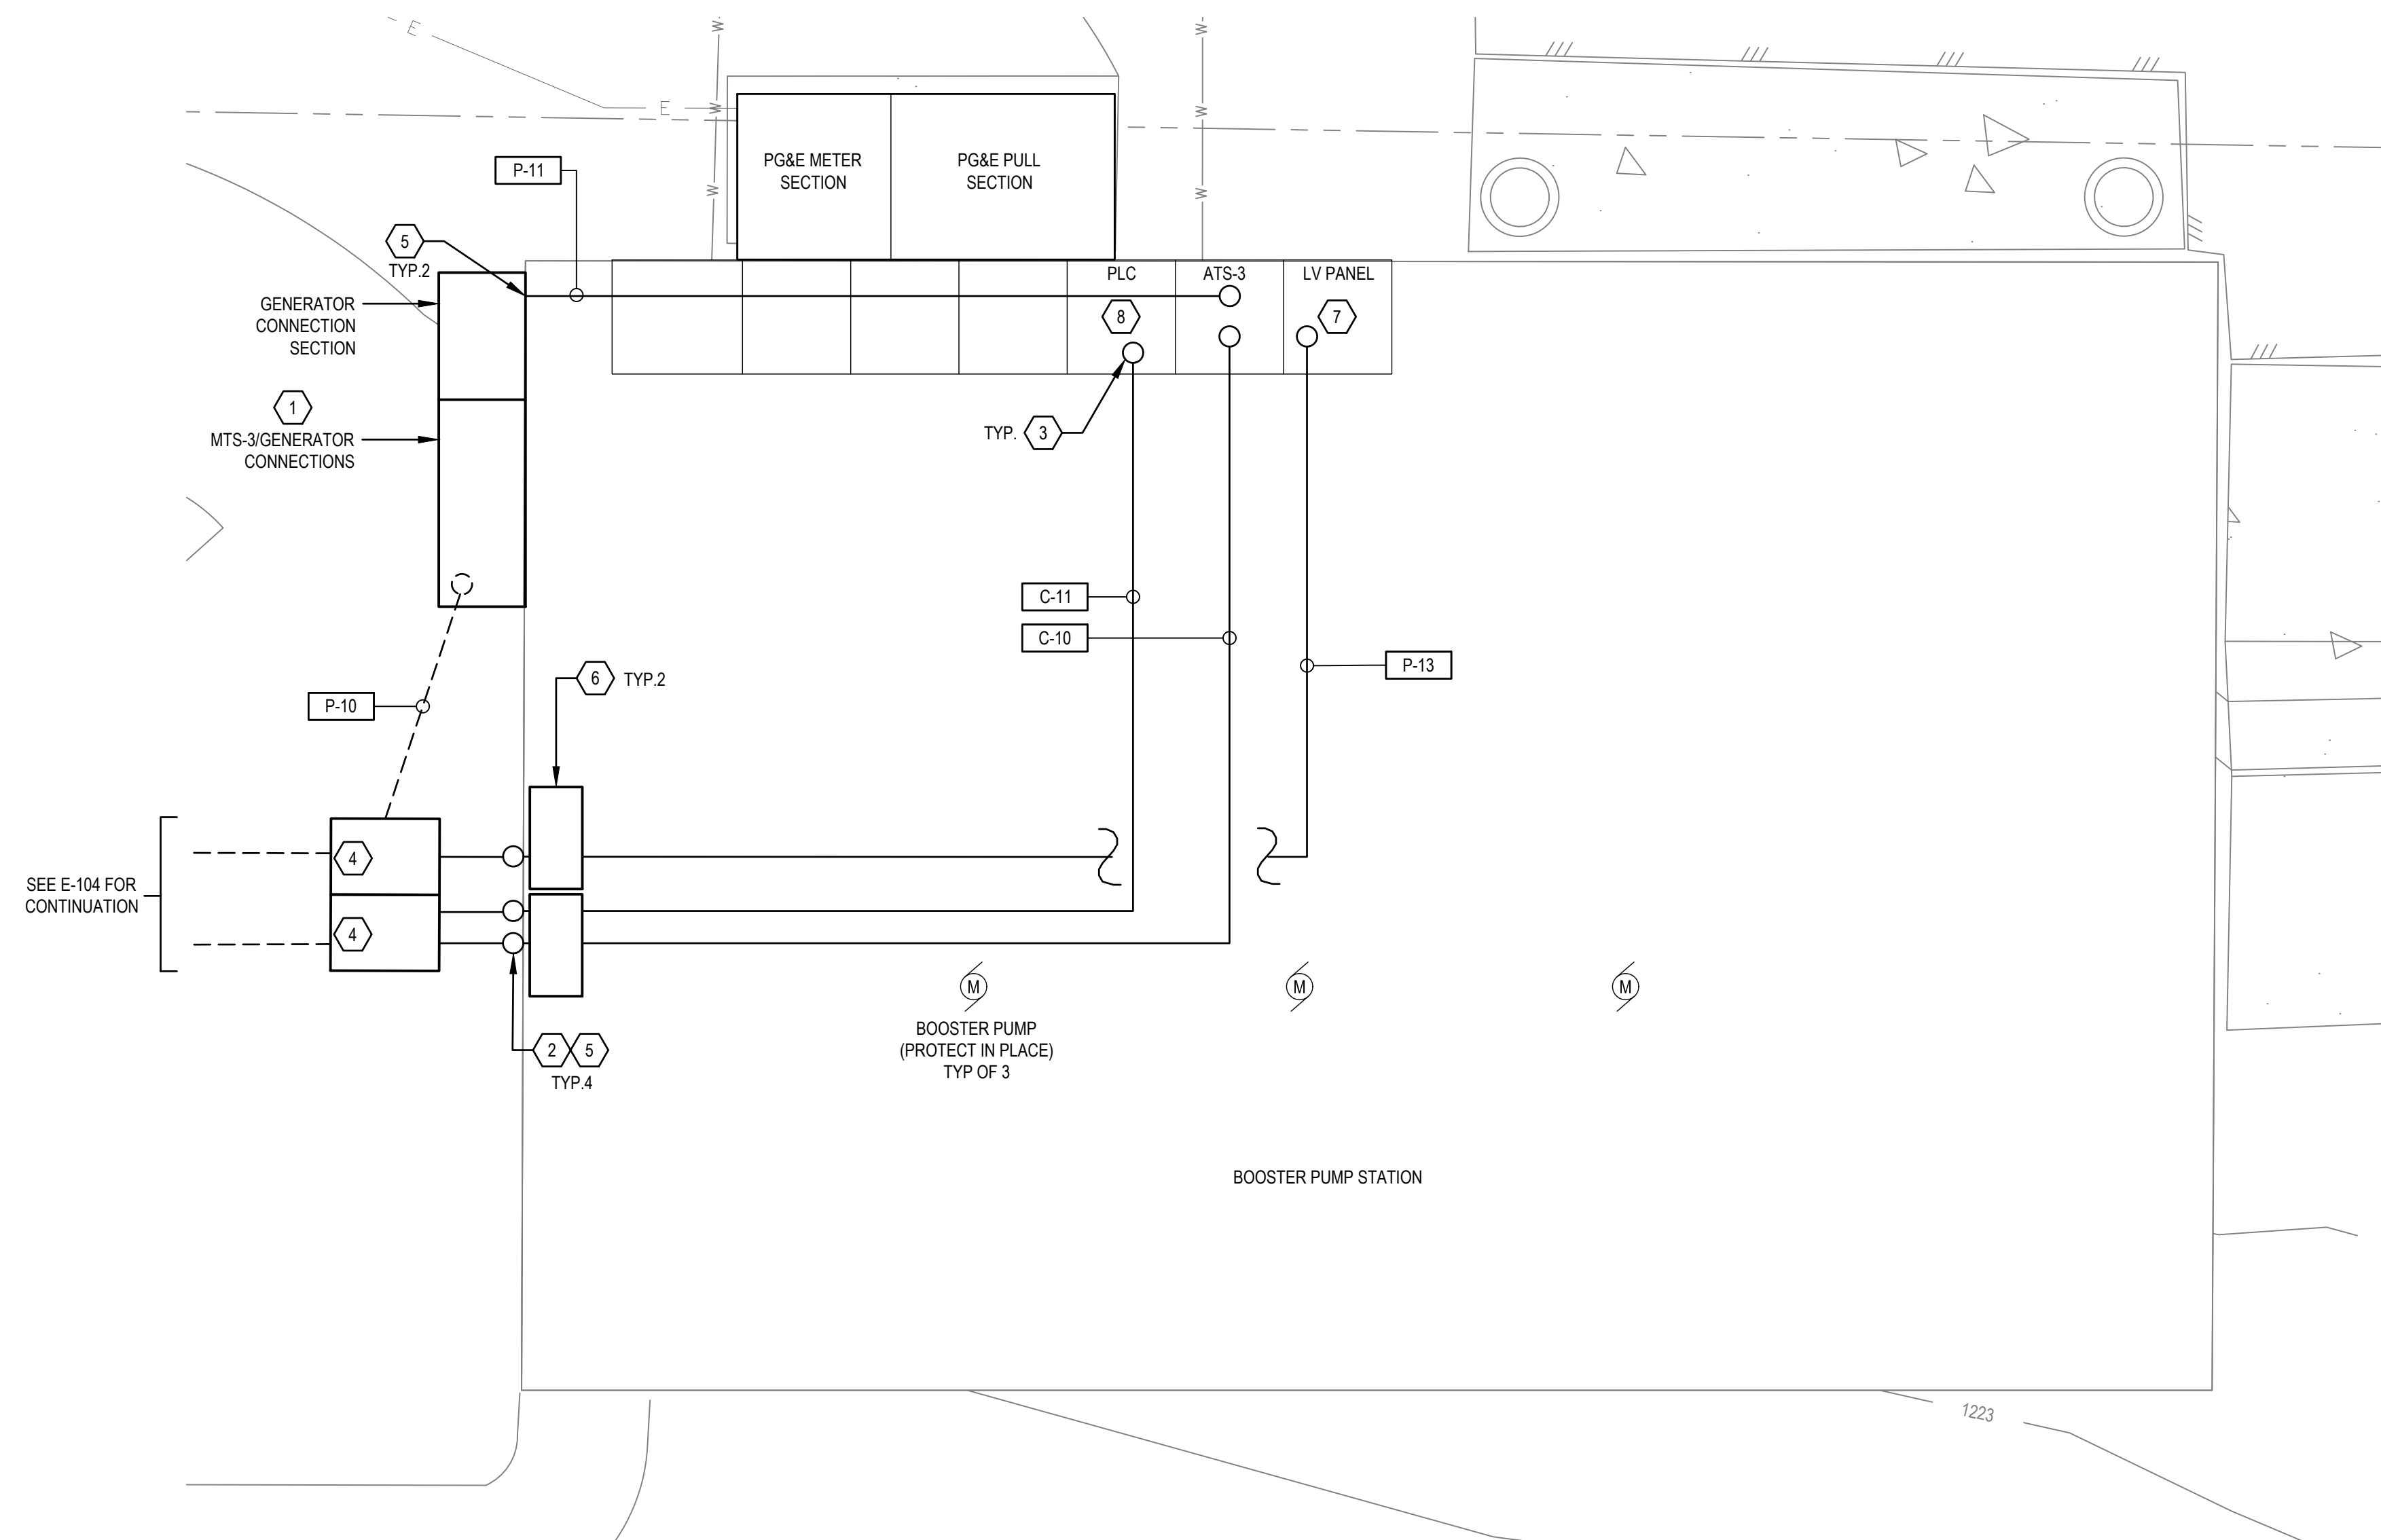 E
W
W
E
W
W
PG&E METER
SECTION
PG&E PULL
SECTION
W
W
W
P-11
5
TYP.2
GENERATOR
CONNECTION
SECTION
PLC
ATS-3
LV PANEL
8
7
1
MTS-3/GENERATOR
CONNECTIONS
TYP.
3
C-11
C-10
P-13
6
TYP.2
P-10
4
4
SEE E-104 FOR
CONTINUATION
M
M
M
BOOSTER PUMP
(PROTECT IN PLACE)
TYP OF 3
2
5
TYP.4
BOOSTER PUMP STATION
1223